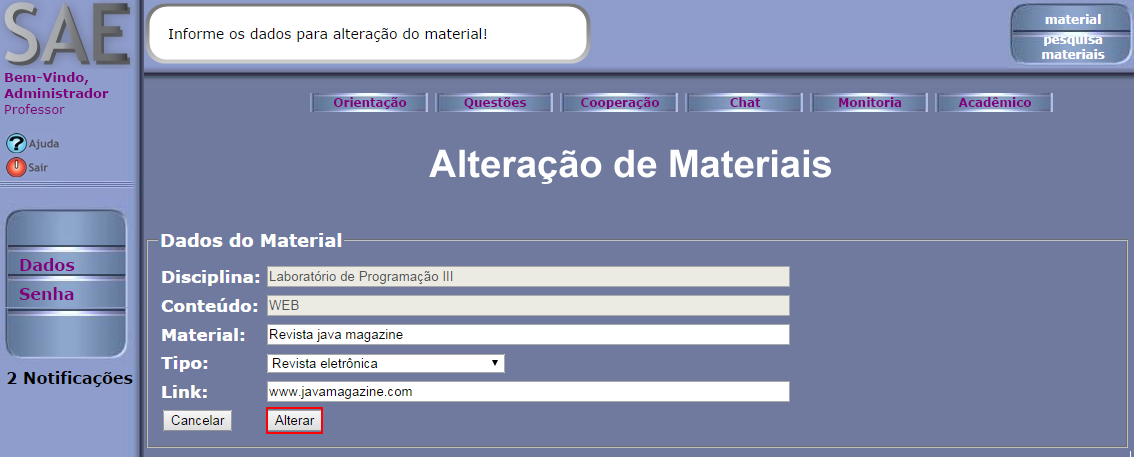 SAE
Bem-Vindo,
Administrador
Professor
Ajuda
Sair
Dados
Senha
2 Notificações
Informe os dados para alteração do material!
material
pesquisa
materiais
Orientação Questões Cooperação Chat Monitoria Acadêmico
Alteração de Materiais
Dados do Material
Disciplina: Laboratório de Programação III
Conteúdo: WEB
Material: Revista java magazine
Tipo: Revista eletrônica
Link: www.javamagazine.com
Cancelar Alterar